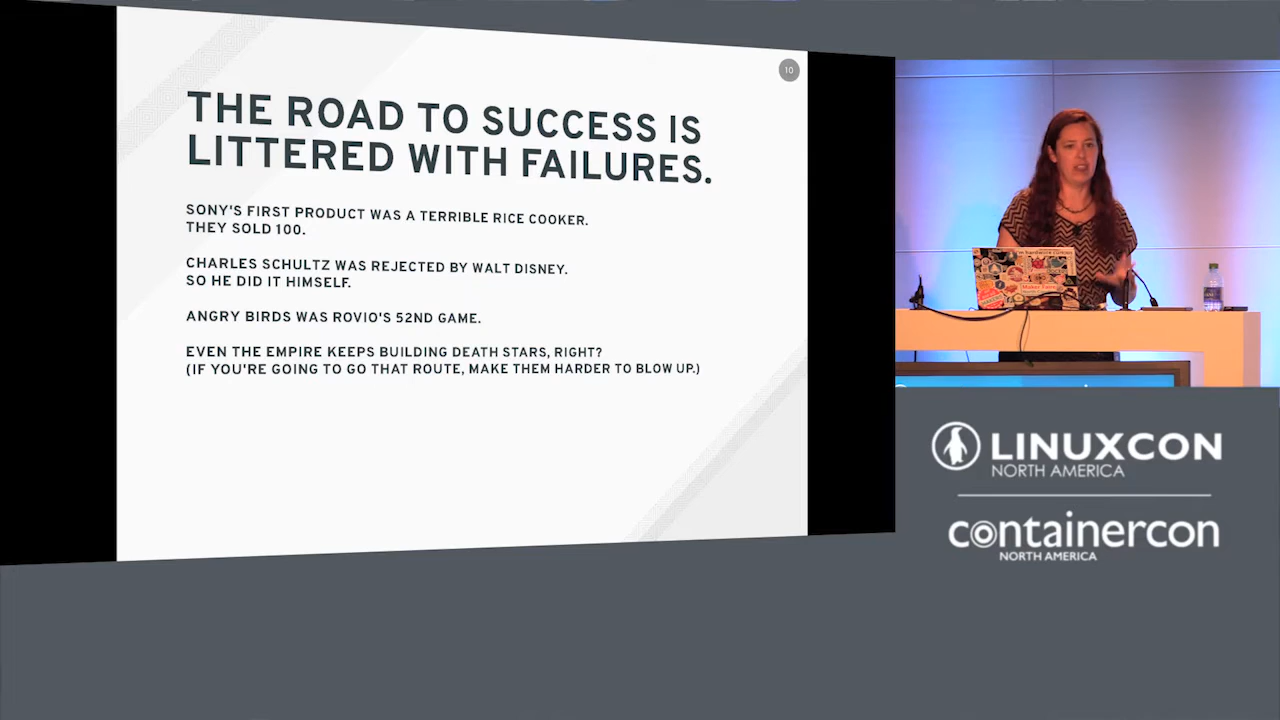 10
THE ROAD TO SUCCESS IS
LITTERED WITH FAILURES.
SONY'S FIRST PRODUCT WAS A TERRIBLE RICE COOKER.
THEY SOLD 100.
CHARLES SCHULTZ WAS REJECTED BY WALT DISNEY.
SO HE DID IT HIMSELF.
ANGRY BIRDS WAS ROVIO'S 52ND GAME.
EVEN THE EMPIRE KEEPS BUILDING DEATH STARS, RIGHT?
(IF YOU'RE GOING TO GO THAT ROUTE, MAKE THEM HARDER TO BLOW UP.)
LINUXCON
NORTH AMERICA
containercon
NORTH AMERICA